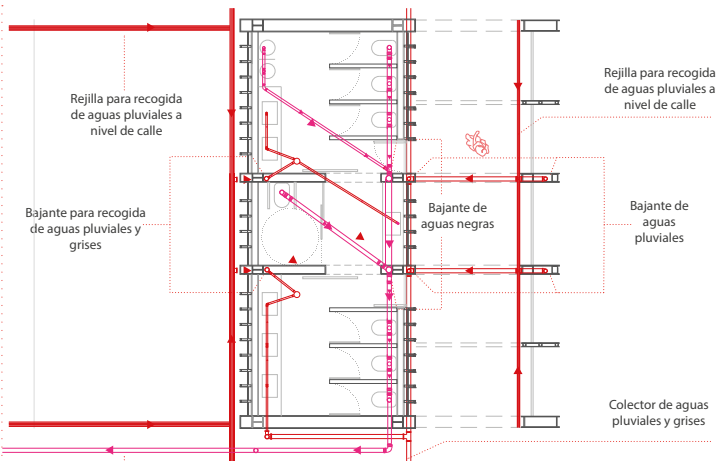 Rejilla para recogida
de aguas pluviales a
nivel de calle
Rejilla para recogida
de aguas pluviales a
nivel de calle
Bajante para recogida
de aguas pluviales y
grises
Bajante de
aguas negras
Bajante de
aguas
pluviales
Colector de aguas
pluviales y grises